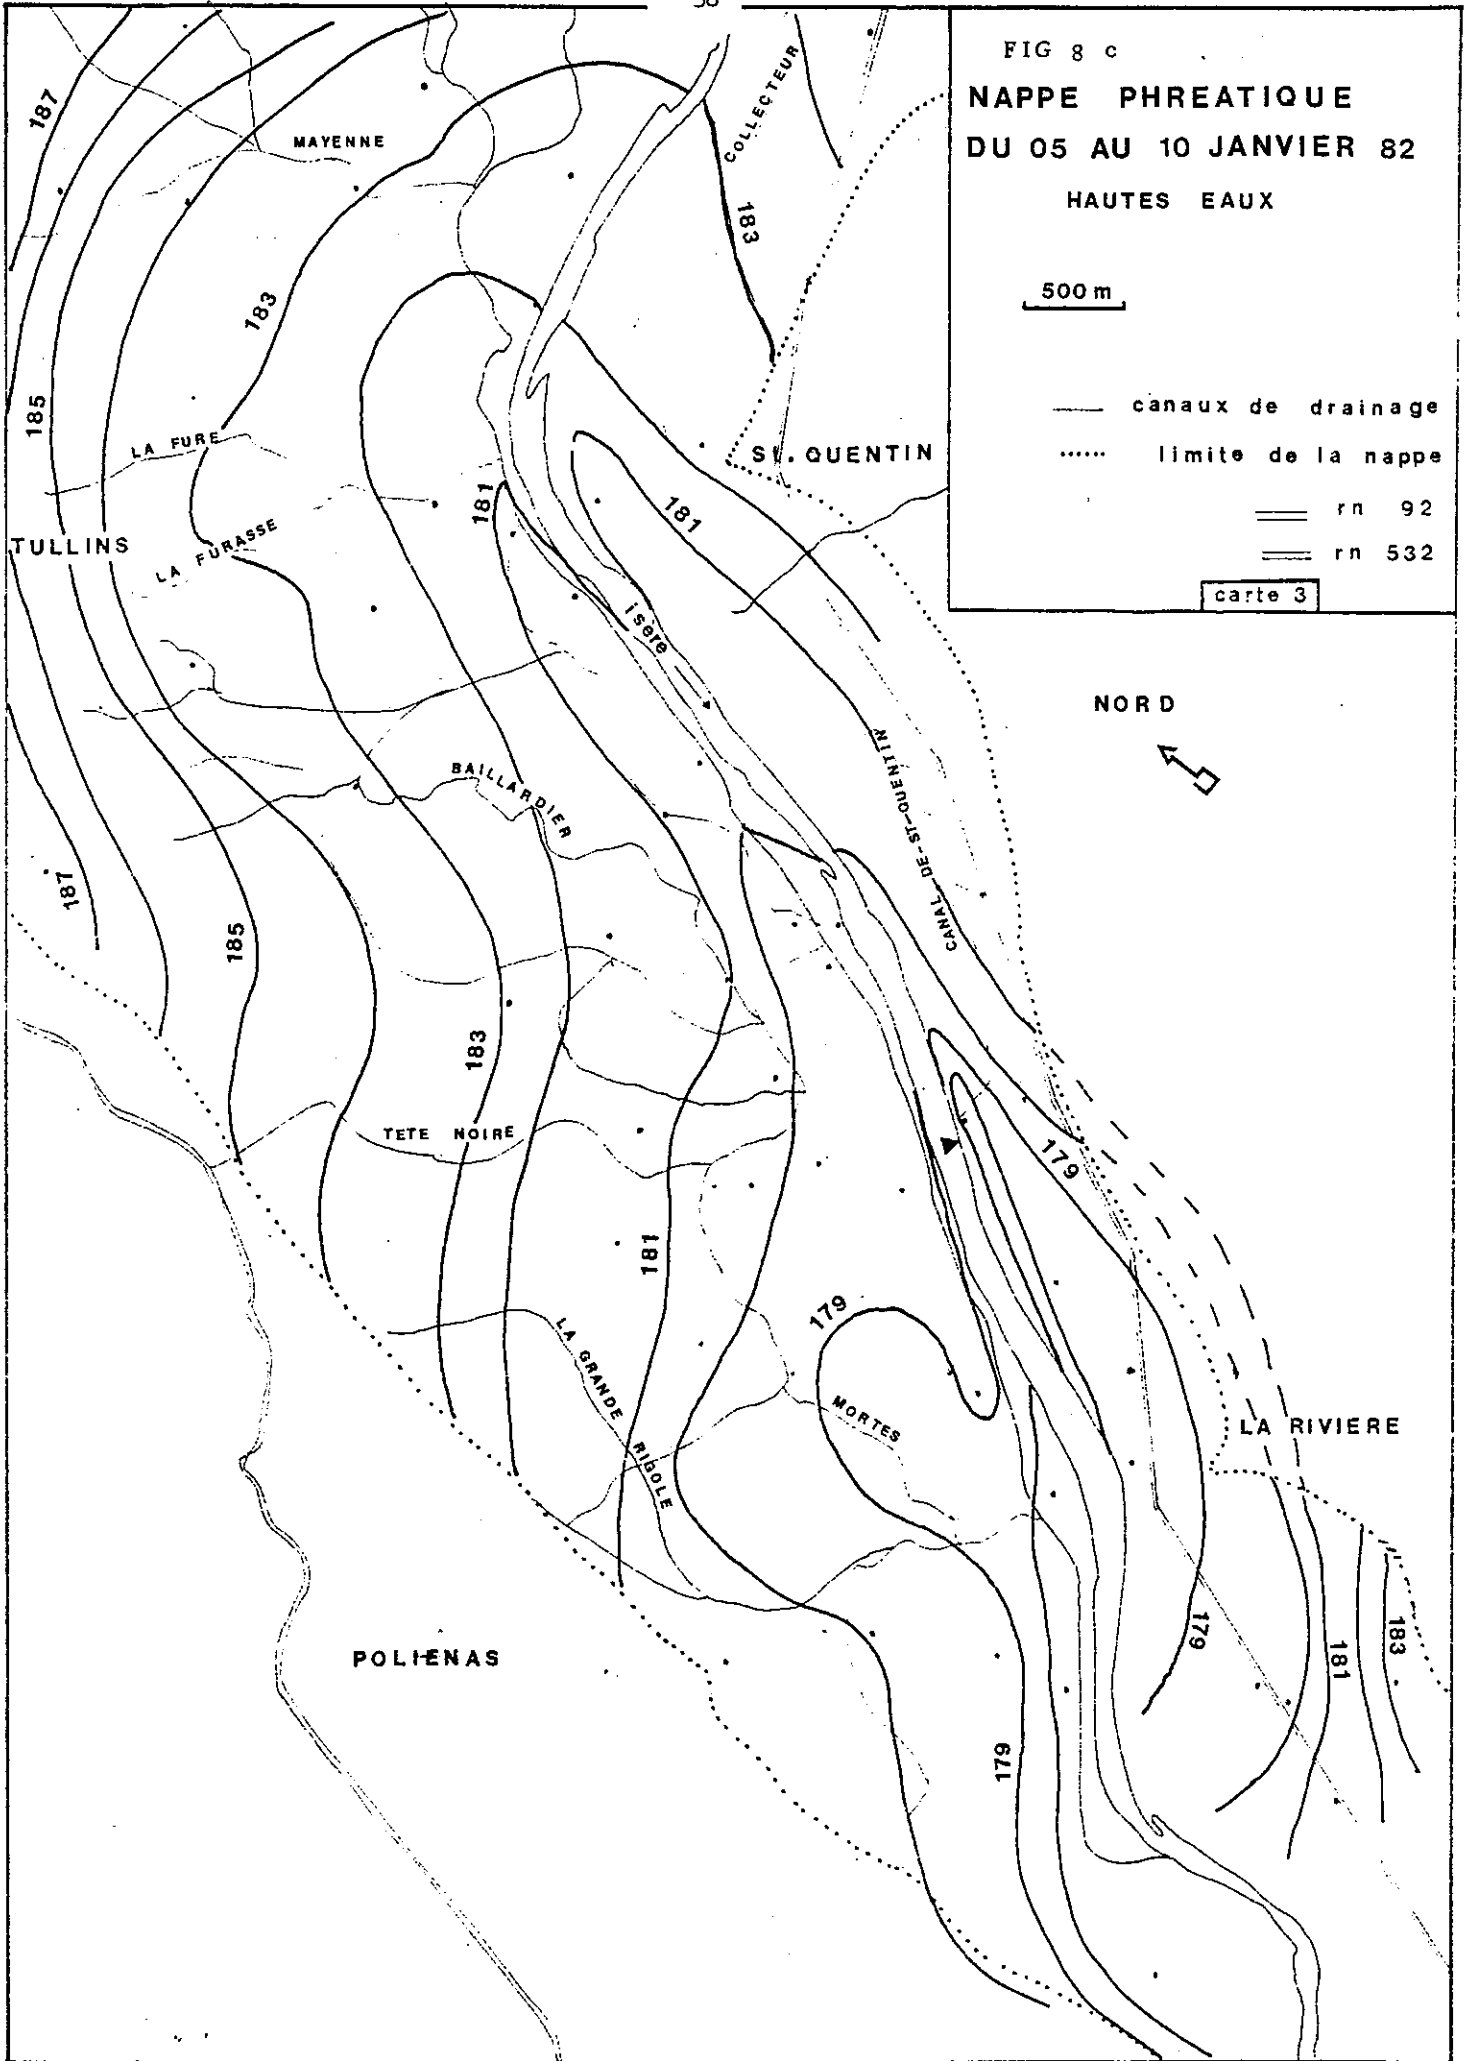 FIG 8 c
NAPPE PHREATIQUE
DU 05 AU 10 JANVIER 82
HAUTES EAUX
500 m
canaux de drainage
limite de la nappe
rn 92
rn 532
carte 3
NORD
187
MAYENNE
COLLECTEUR
183
183
185
LA FURE
ST. QUENTIN
181
181
TULLINS
LA FURASSE
isère
BAILLARDIER
CANAL-DE-ST-QUENTIN
187
185
183
TETE NOIRE
179
181
179
LA GRANDE RIGOLE
MORTES
LA RIVIERE
POLIENAS
179
181
183
179